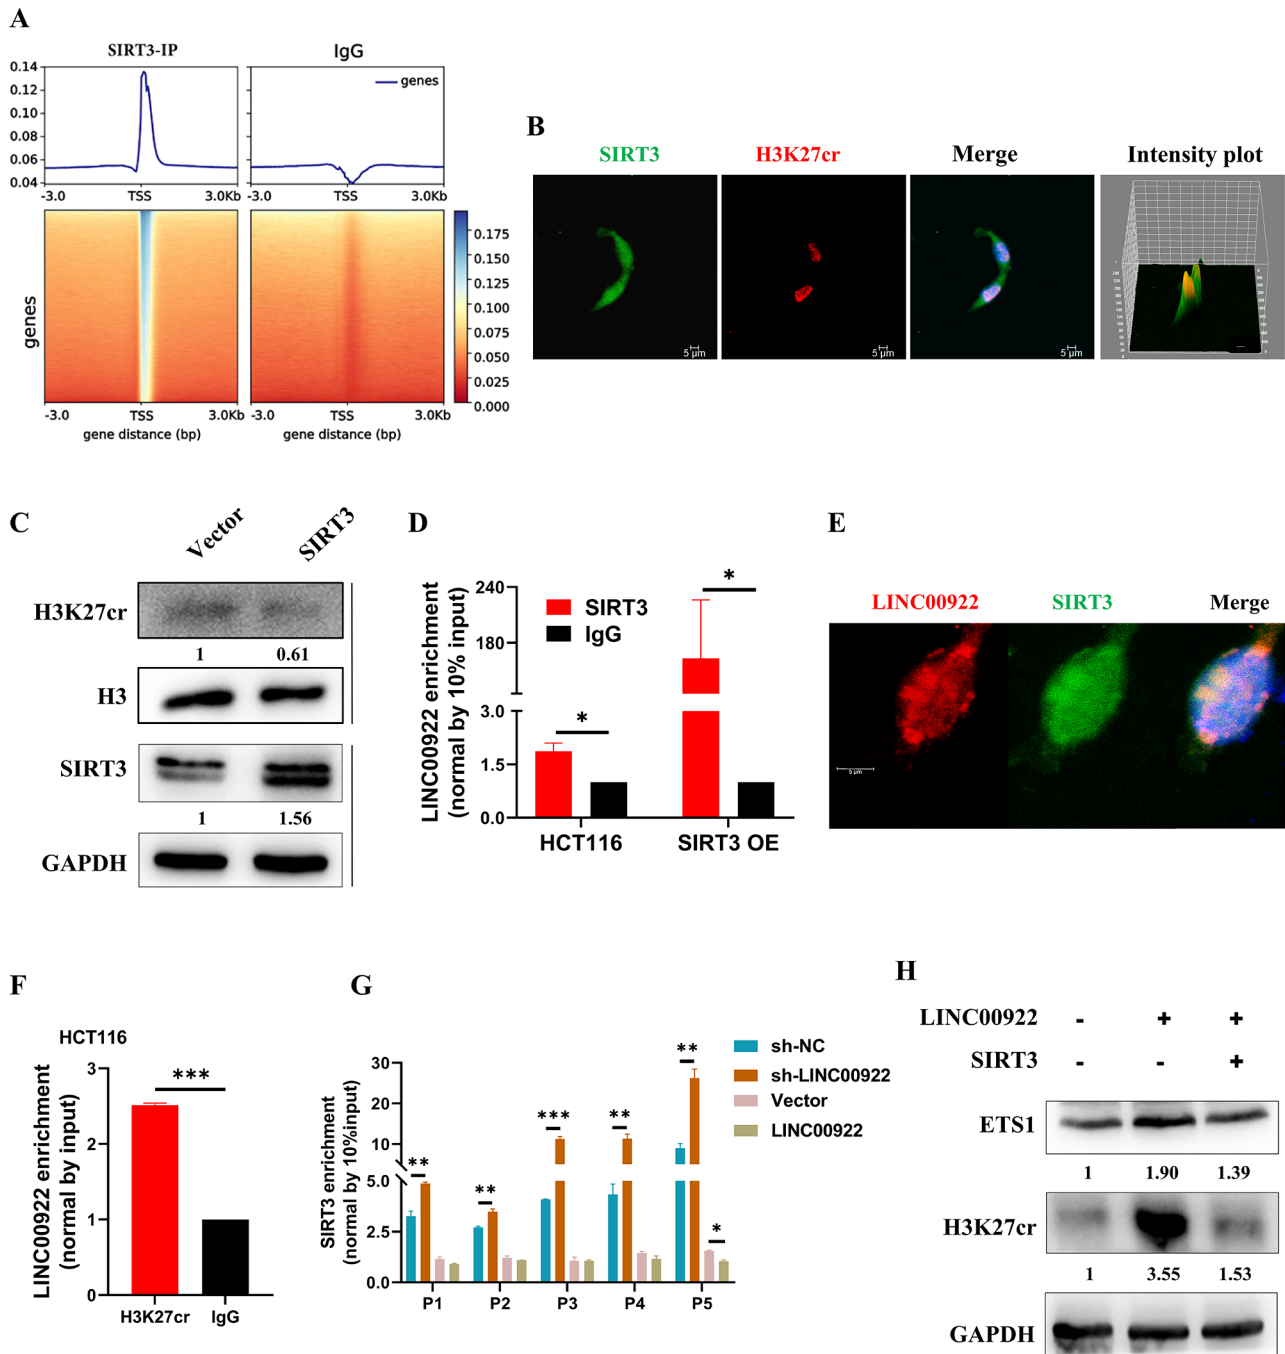 A
SIRT3-IP
IgG
0.14
0.12
0.10
0.08
0.06
0.04
genes
-3.0 TSS 3.0Kb
-3.0 TSS 3.0Kb
genes
0.175
0.150
0.125
0.100
0.075
0.050
0.025
0.000
-3.0 TSS 3.0Kb
-3.0 TSS 3.0Kb
gene distance (bp)
gene distance (bp)
B
SIRT3
H3K27cr
Merge
Intensity plot
5 µm
5 µm
5 µm
C
Vector
SIRT3
H3K27cr
1 0.61
H3
SIRT3
1 1.56
GAPDH
D
LINC00922 enrichment
(normal by 10% input)
240
180
3.0
1.5
0.0
SIRT3
IgG
*
*
HCT116
SIRT3 OE
E
LINC00922
SIRT3
Merge
5 µm
F
HCT116
LINC00922 enrichment
(normal by input)
3
2
1
0
***
H3K27cr IgG
G
SIRT3 enrichment
(normal by 10%input)
30
20
10
5.0
2.5
0.0
**
**
***
**
**
*
P1 P2 P3 P4 P5
sh-NC
sh-LINC00922
Vector
LINC00922
H
LINC00922 - + +
SIRT3 - - +
ETS1
1 1.90 1.39
H3K27cr
1 3.55 1.53
GAPDH